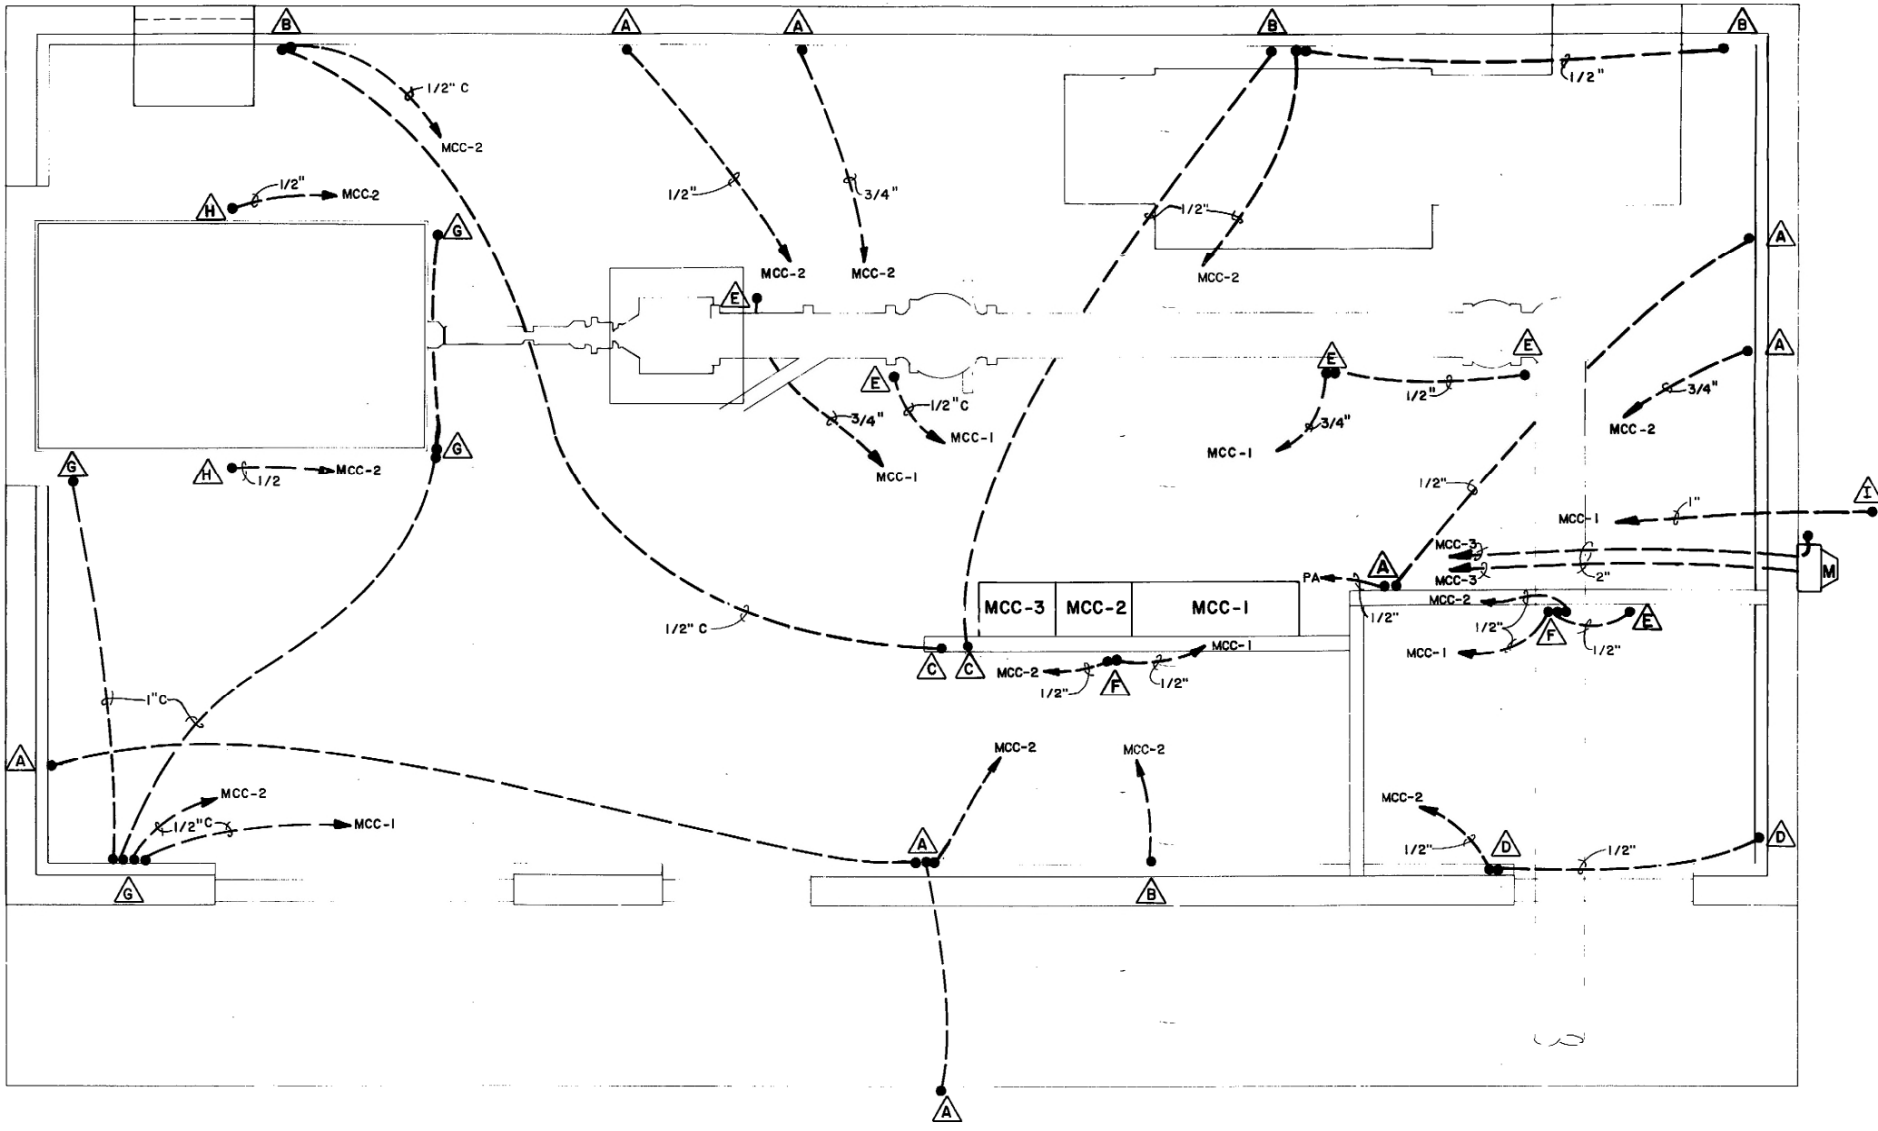 B
A
A
B
B
1/2" C
1/2"
MCC-2
1/2"
MCC-2
H
1/2"
3/4"
1/2"
G
A
MCC-2
MCC-2
MCC-2
E
E
A
E
E
1/2"
3/4"
1/2" C
3/4"
3/4"
MCC-2
MCC-1
MCC-1
G
G
H
1/2
MCC-2
MCC-1
1/2"
I
1"
MCC-1
MCC-3
M
PA
A
MCC-3
2"
MCC-3
MCC-2
MCC-1
1/2"
MCC-2
1/2" C
1/2"
F
E
MCC-1
MCC-1
1/2"
C
C
MCC-2
F
1/2"
1/2"
1"C
A
MCC-2
MCC-2
MCC-2
MCC-2
1/2"C
MCC-1
A
1/2"
D
1/2"
D
G
B
A